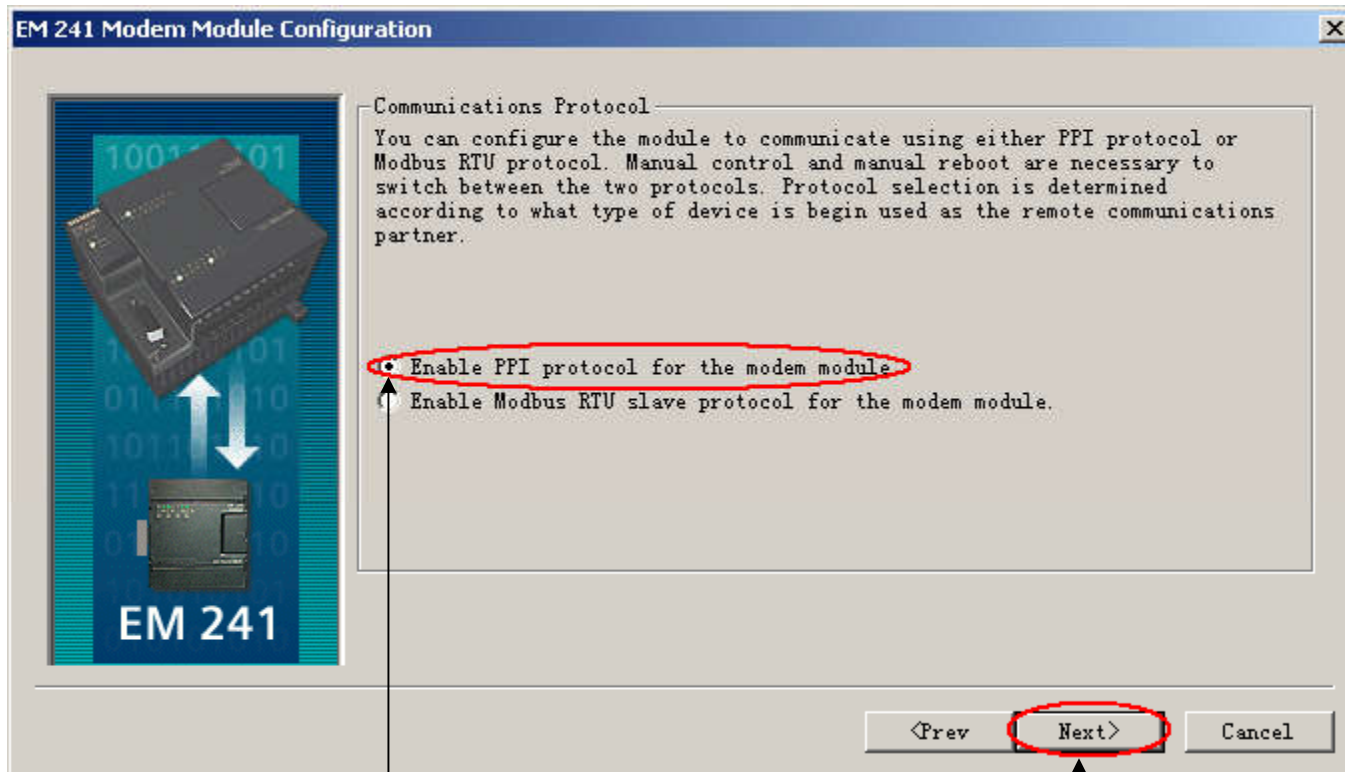 EM 241 Modem Module Configuration
Communications Protocol
You can configure the module to communicate using either PPI protocol or
Modbus RTU protocol. Manual control and manual reboot are necessary to
switch between the two protocols. Protocol selection is determined
according to what type of device is begin used as the remote communications
partner.
Enable PPI protocol for the modem module
Enable Modbus RTU slave protocol for the modem module.
EM 241
<Prev
Next>
Cancel